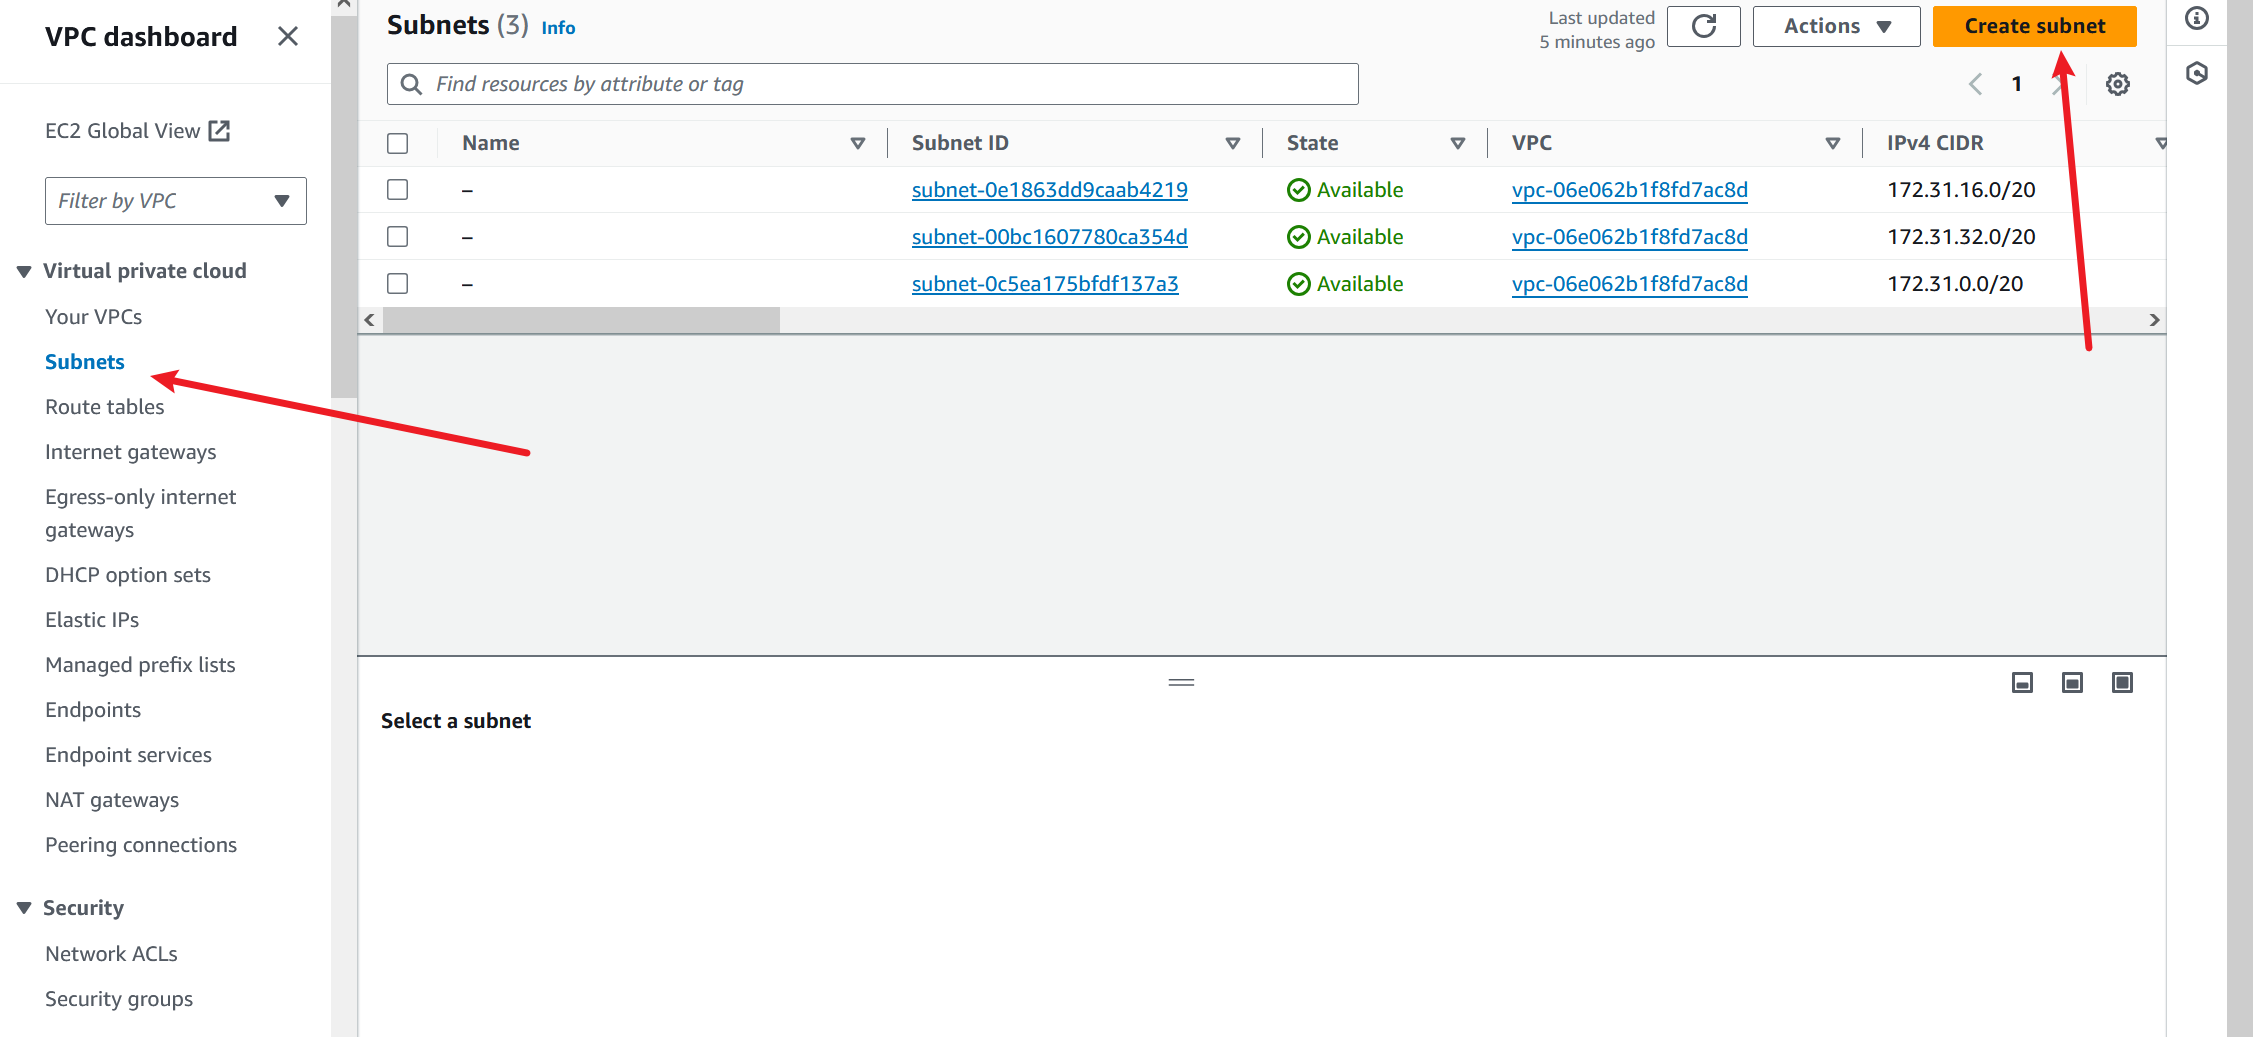 VPC dashboard
EC2 Global View
Filter by VPC
Virtual private cloud
Your VPCs
Subnets
Route tables
Internet gateways
Egress-only internet
gateways
DHCP option sets
Elastic IPs
Managed prefix lists
Endpoints
Endpoint services
NAT gateways
Peering connections
Security
Network ACLs
Security groups
Subnets (3) Info
Last updated
5 minutes ago
Actions
Create subnet
Find resources by attribute or tag
1
Name Subnet ID State VPC IPv4 CIDR
– subnet-0e1863dd9caab4219 Available vpc-06e062b1f8fd7ac8d 172.31.16.0/20
– subnet-00bc1607780ca354d Available vpc-06e062b1f8fd7ac8d 172.31.32.0/20
– subnet-0c5ea175bfdf137a3 Available vpc-06e062b1f8fd7ac8d 172.31.0.0/20
Select a subnet